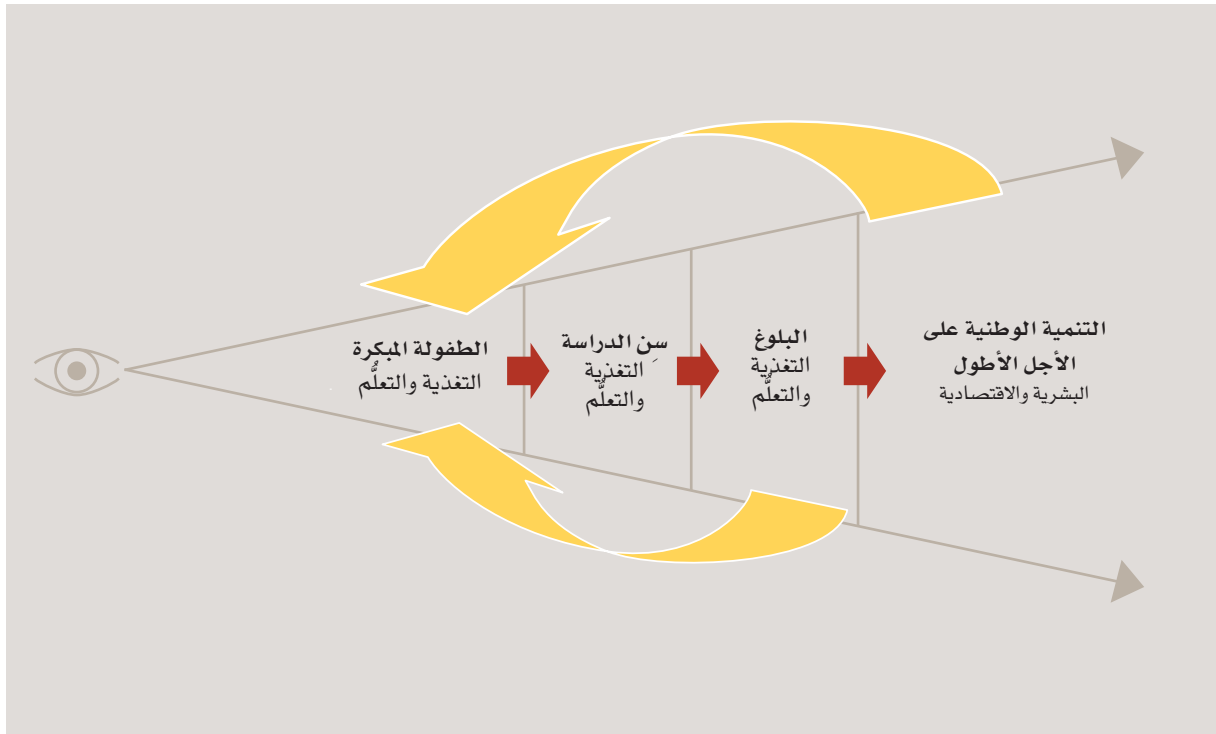 الطفولة المبكرة
التغذية والتعلُّم
سن الدراسة
َ التغذية
والتعلُّم
البلوغ
التغذية
والتعلُّم
التنمية الوطنية على
الأجل الأطول
البشرية والاقتصادية